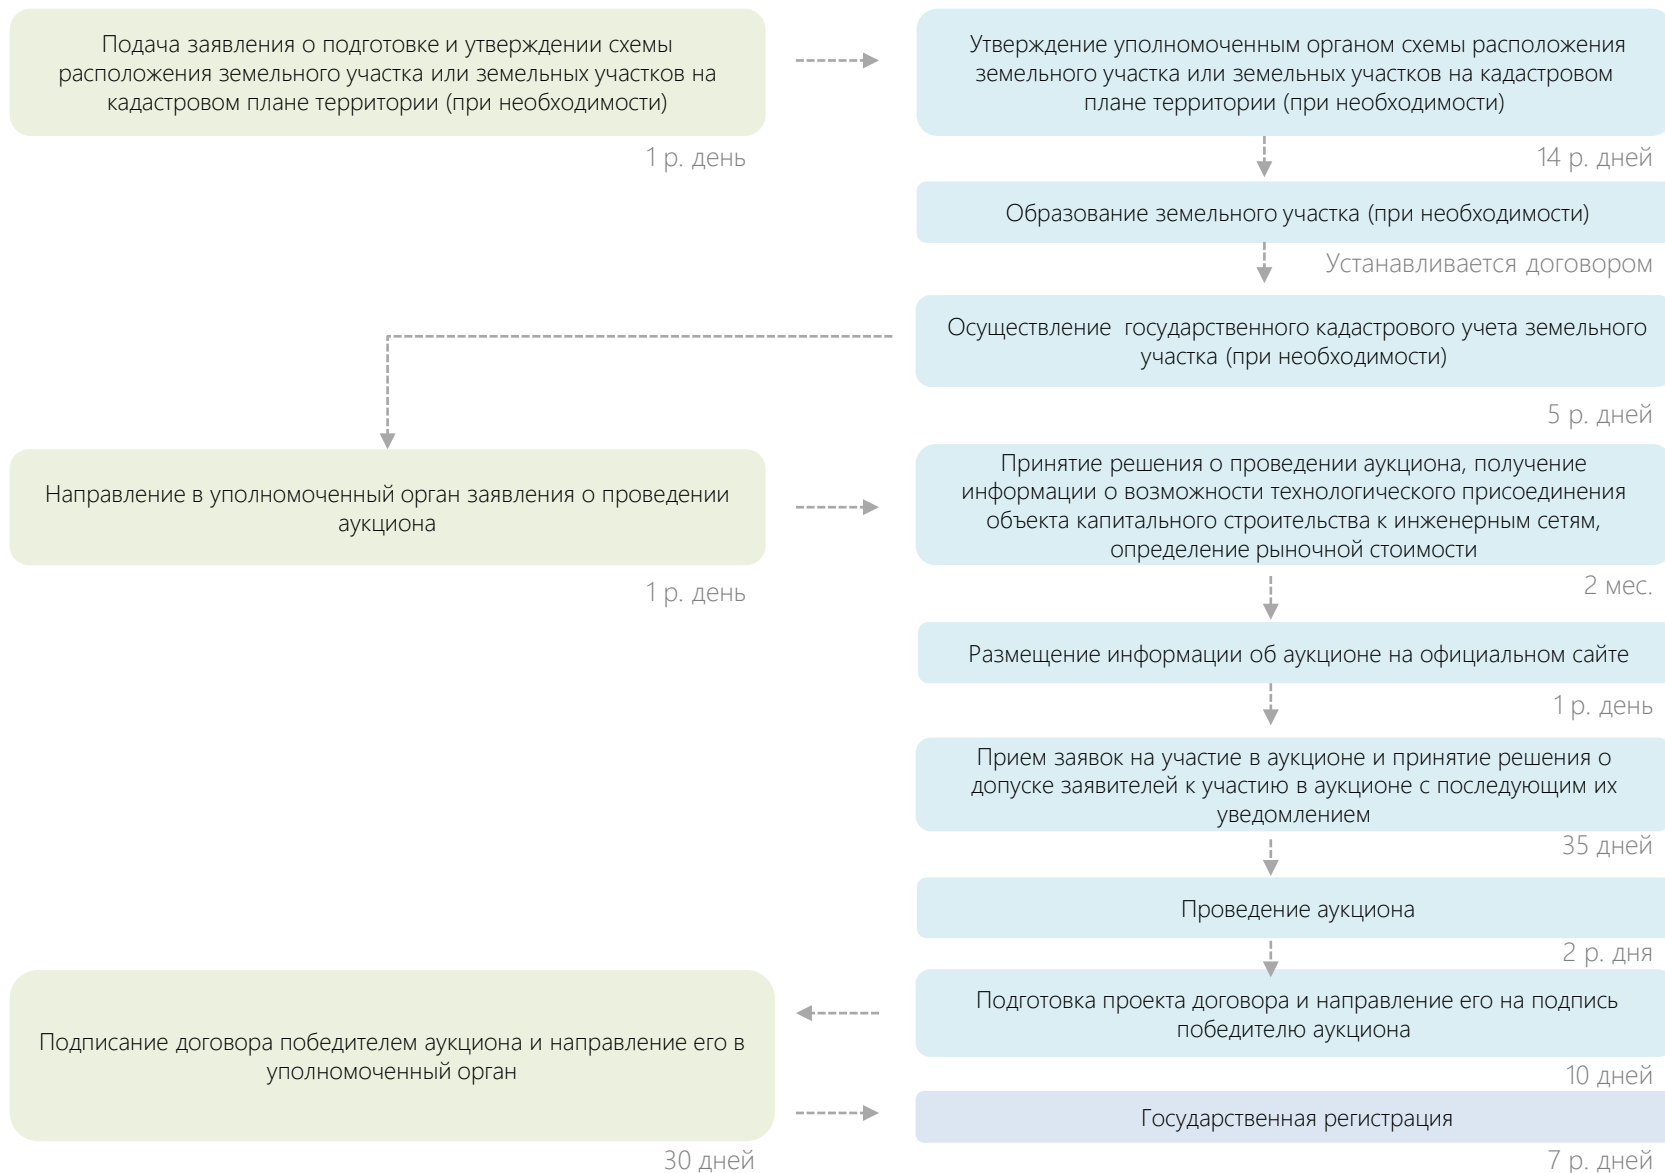 Подача заявления о подготовке и утверждении схемы
расположения земельного участка или земельных участков на
кадастровом плане территории (при необходимости)
1 р. день
Утверждение уполномоченным органом схемы расположения
земельного участка или земельных участков на кадастровом
плане территории (при необходимости)
14 р. дней
Образование земельного участка (при необходимости)
Устанавливается договором
Осуществление государственного кадастрового учета земельного
участка (при необходимости)
5 р. дней
Направление в уполномоченный орган заявления о проведении
аукциона
1 р. день
Принятие решения о проведении аукциона, получение
информации о возможности технологического присоединения
объекта капитального строительства к инженерным сетям,
определение рыночной стоимости
2 мес.
Размещение информации об аукционе на официальном сайте
1 р. день
Прием заявок на участие в аукционе и принятие решения о
допуске заявителей к участию в аукционе с последующим их
уведомлением
35 дней
Проведение аукциона
2 р. дня
Подготовка проекта договора и направление его на подпись
победителю аукциона
10 дней
Подписание договора победителем аукциона и направление его в
уполномоченный орган
30 дней
Государственная регистрация
7 р. дней